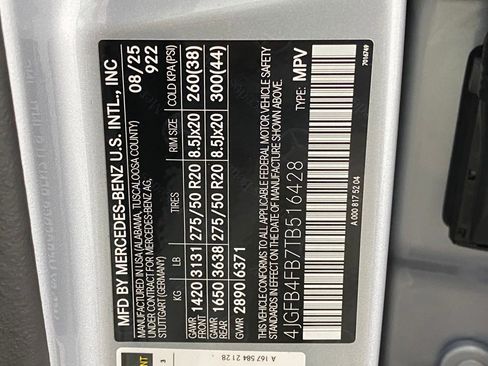 MFD BY MERCEDES-BENZ U.S. INTL., INC
MANUFACTURED IN USA (ALABAMA, TUSCALOOSA COUNTY)
UNDER CONTRACT FOR MERCEDES-BENZ AG,
STUTTGART (GERMANY)
08/25
922
KG LB TIRES RIM SIZE COLD KPA (PSI)
GAWR FRONT 1420 3131 275/50 R20 8.5Jx20 260(38)
GAWR REAR 1650 3638 275/50 R20 8.5Jx20 300(44)
GVWR 2890 6371
THIS VEHICLE CONFORMS TO ALL APPLICABLE FEDERAL MOTOR VEHICLE SAFETY
STANDARDS IN EFFECT ON THE DATE OF MANUFACTURE SHOWN ABOVE
4JGFB4FB7TB516428 MPV
A 000 817 52 04
7016749
A 167 584 21 28